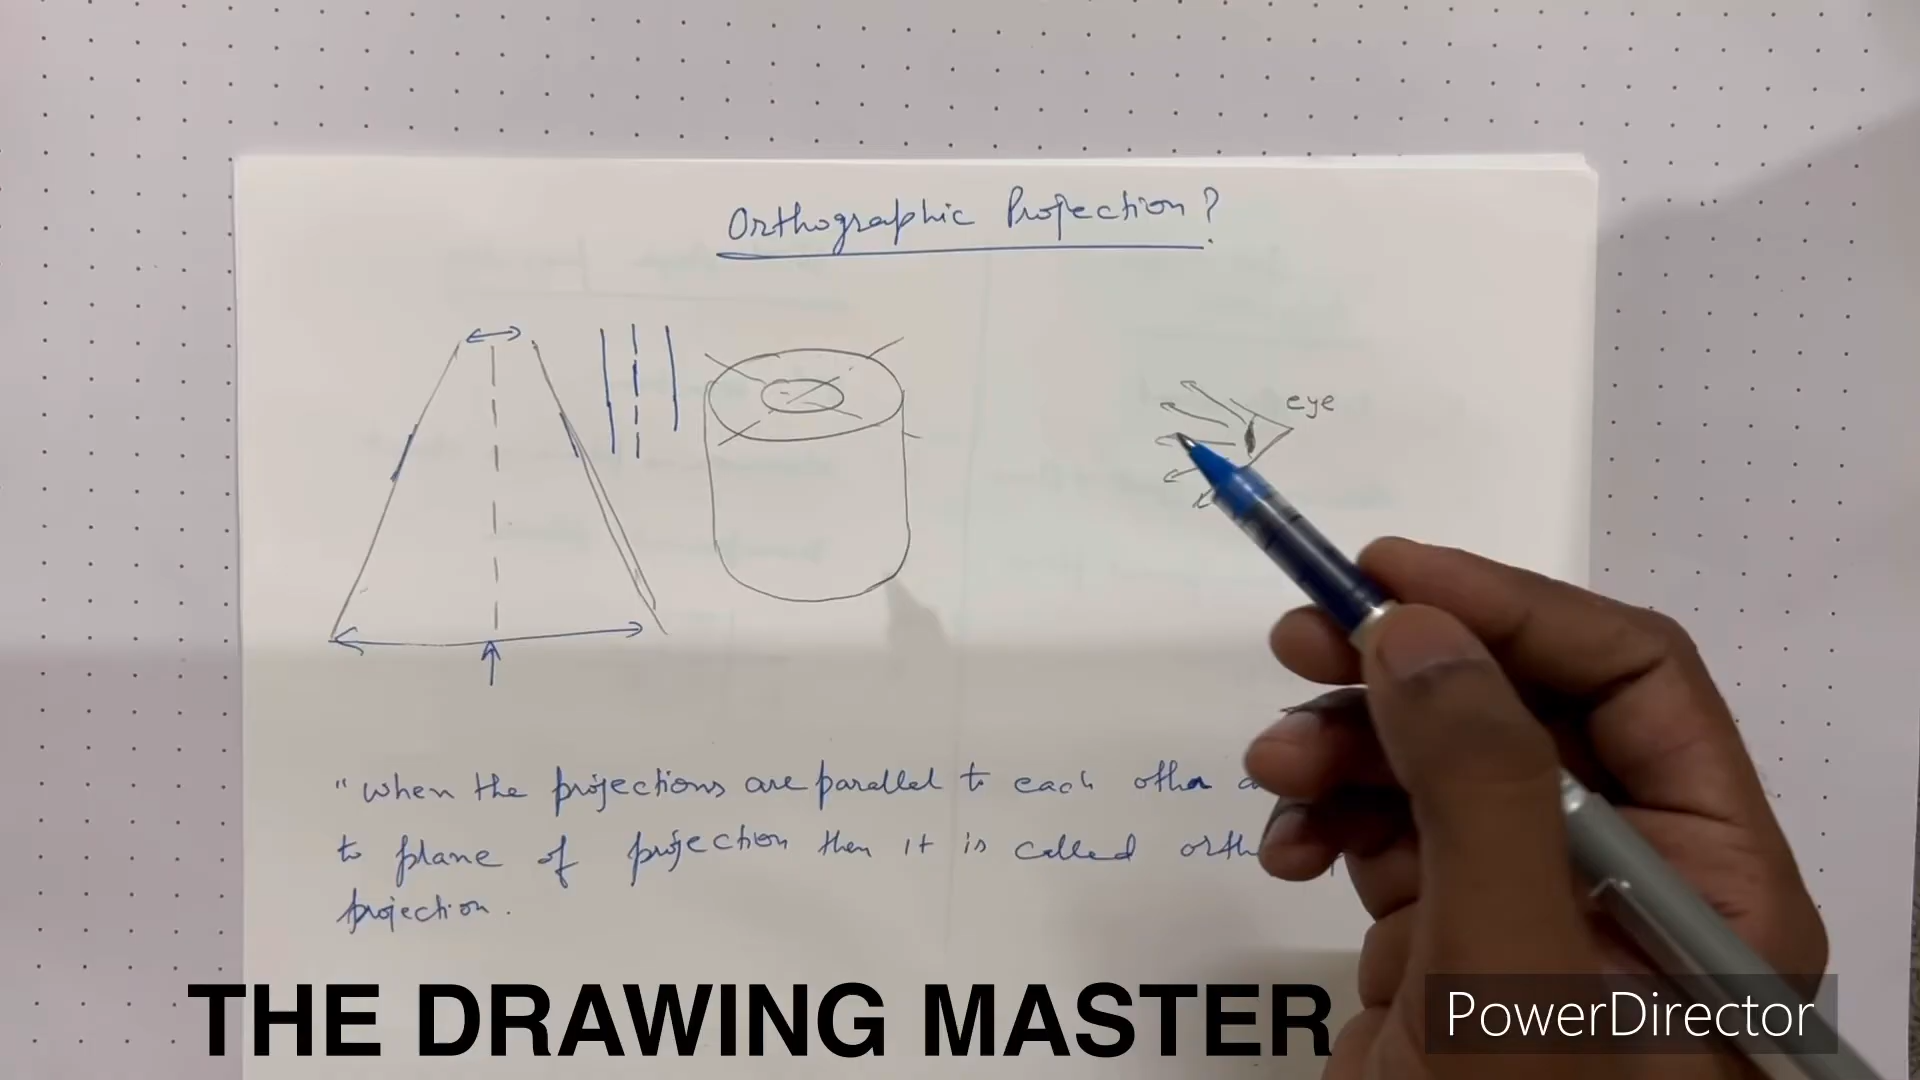 Orthographic Projection?
eye
"when the projections are parallel to each other
to plane of projection then it is called
projection.
THE DRAWING MASTER
PowerDirector